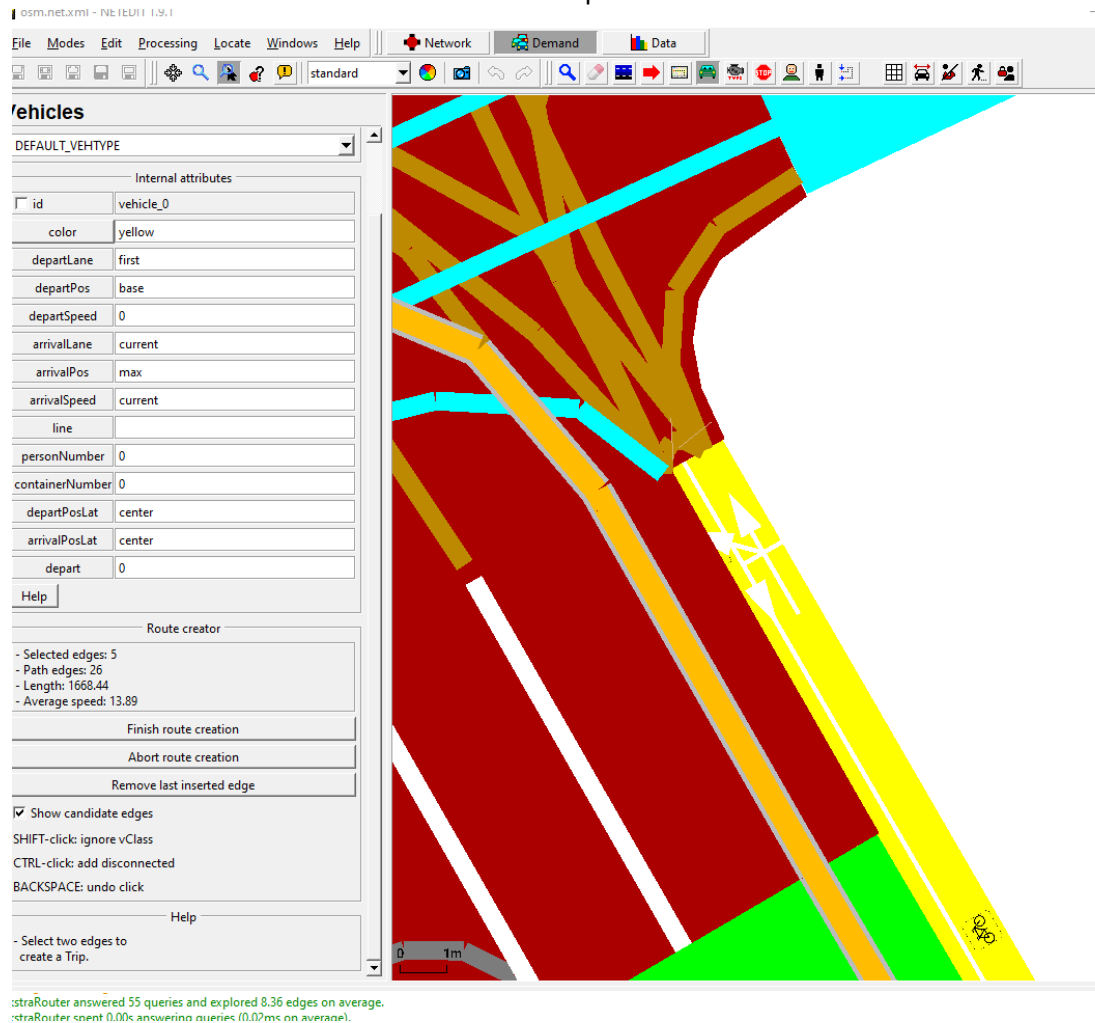 osm.net.xml - NETEDIT 1.9.1
File Modes Edit Processing Locate Windows Help Network Demand Data
standard TYPE STOP
Vehicles
DEFAULT_VEHTYPE
Internal attributes
id vehicle_0
color yellow
departLane first
departPos base
departSpeed 0
arrivalLane current
arrivalPos max
arrivalSpeed current
line
personNumber 0
containerNumber 0
departPosLat center
arrivalPosLat center
depart 0
Help
Route creator
- Selected edges: 5
- Path edges: 26
- Length: 1668.44
- Average speed: 13.89
Finish route creation
Abort route creation
Remove last inserted edge
Show candidate edges
SHIFT-click: ignore vClass
CTRL-click: add disconnected
BACKSPACE: undo click
Help
- Select two edges to
create a Trip.
0 1m
kstraRouter answered 55 queries and explored 8.36 edges on average.
kstraRouter spent 0.00s answering queries (0.02ms on average).